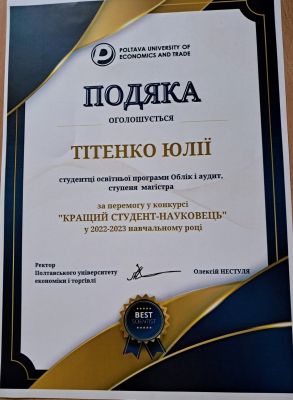 POLTAVA UNIVERSITY OF
ECONOMICS AND TRADE
ПОДЯКА
ОГОЛОШУЄТЬСЯ
ТІТЕНКО ЮЛІЇ
студентці освітньої програми Облік і аудит,
ступеня магістра
за перемогу у конкурсі
"КРАЩИЙ СТУДЕНТ-НАУКОВЕЦЬ"
у 2022-2023 навчальному році
Ректор
Полтавського університету
економіки і торгівлі
Олексій НЕСТУЛЯ
BEST
SCIENTIST